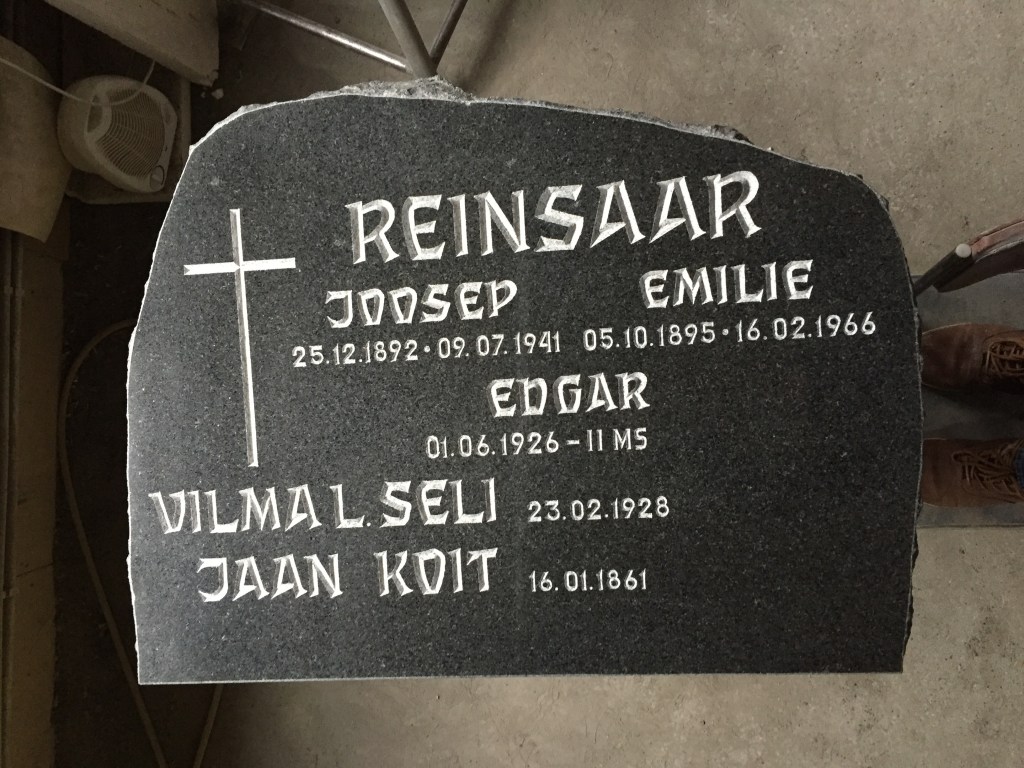 REINSAAR
JOOSEP EMILIE
25.12.1892 • 09.07.1941 05.10.1895 • 16.02.1966
EDGAR
01.06.1926 – II MS
VILMA L. SELI 23.02.1928
JAAN KOIT 16.01.1861